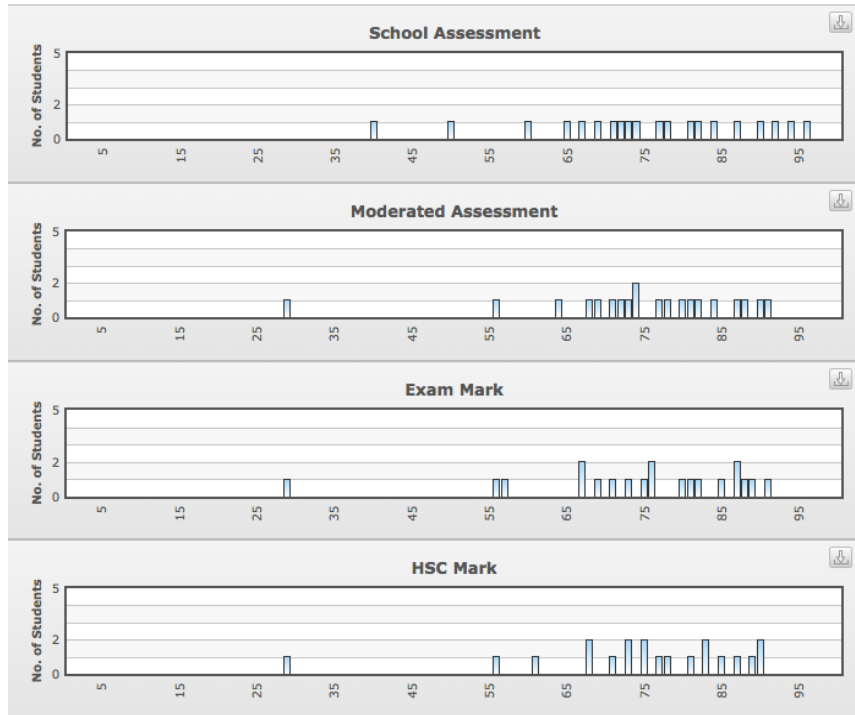 School Assessment
No. of Students
5
2
0
5 15 25 35 45 55 65 75 85 95
Moderated Assessment
No. of Students
5
2
0
5 15 25 35 45 55 65 75 85 95
Exam Mark
No. of Students
5
2
0
5 15 25 35 45 55 65 75 85 95
HSC Mark
No. of Students
5
2
0
5 15 25 35 45 55 65 75 85 95